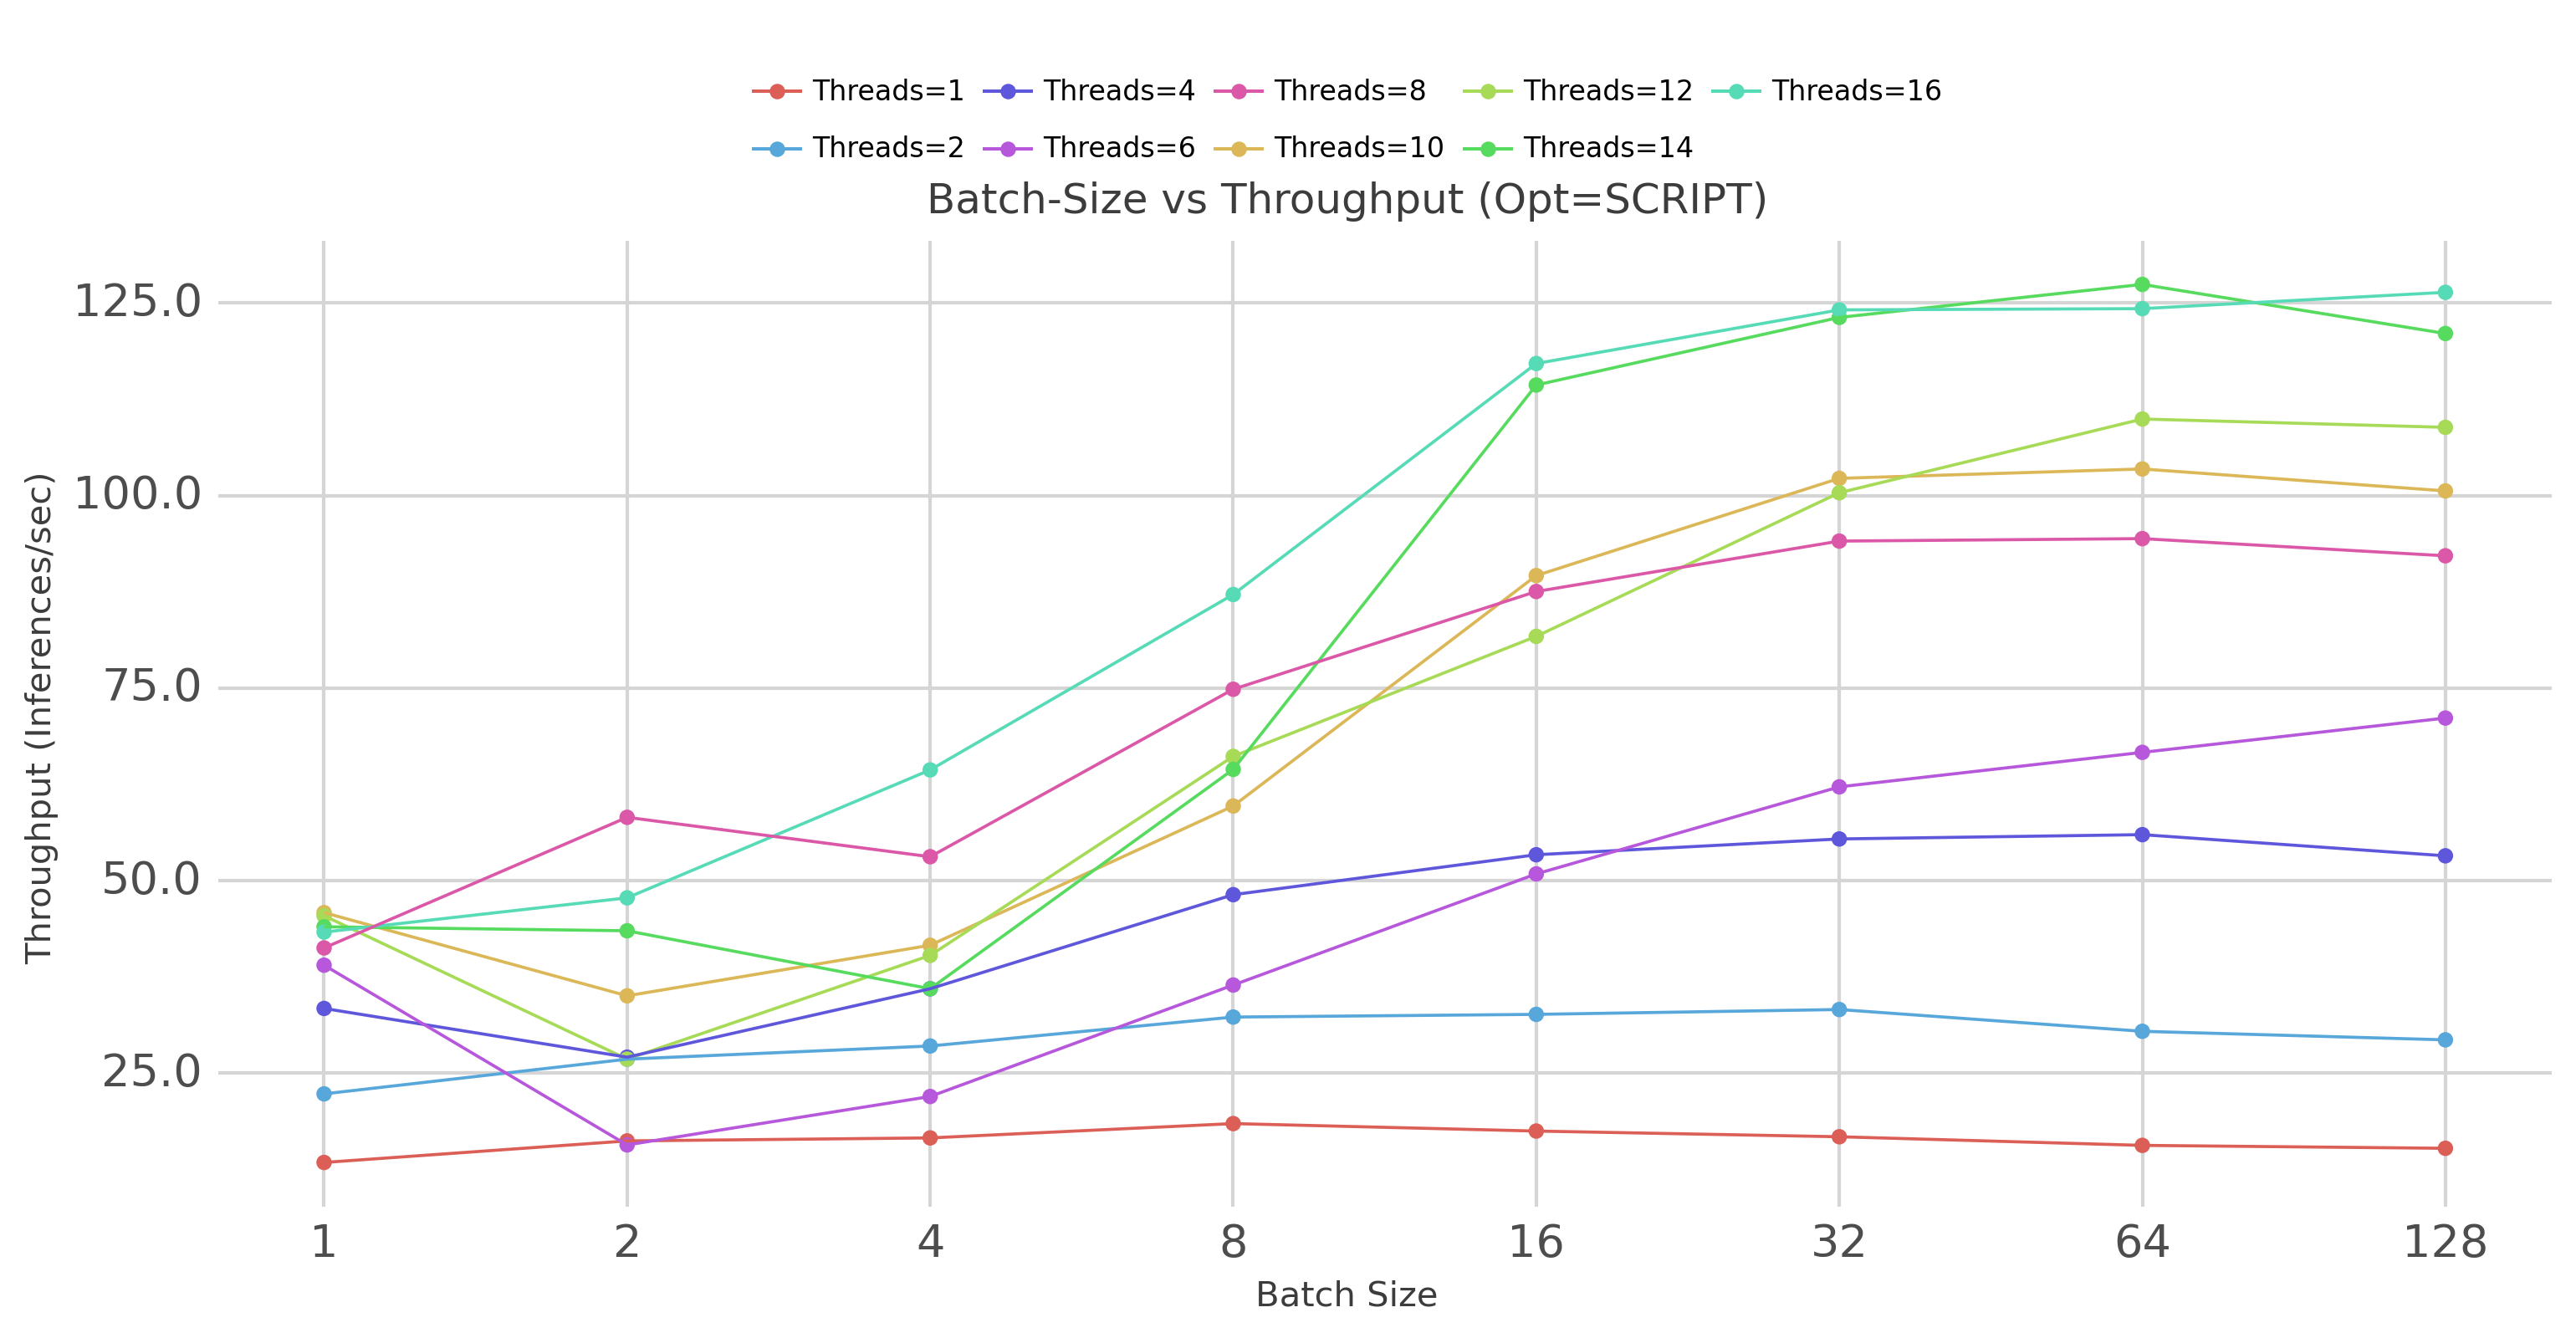 Threads=1 Threads=4 Threads=8 Threads=12 Threads=16
Threads=2 Threads=6 Threads=10 Threads=14
Batch-Size vs Throughput (Opt=SCRIPT)
Throughput (Inferences/sec)
125.0
100.0
75.0
50.0
25.0
1 2 4 8 16 32 64 128
Batch Size